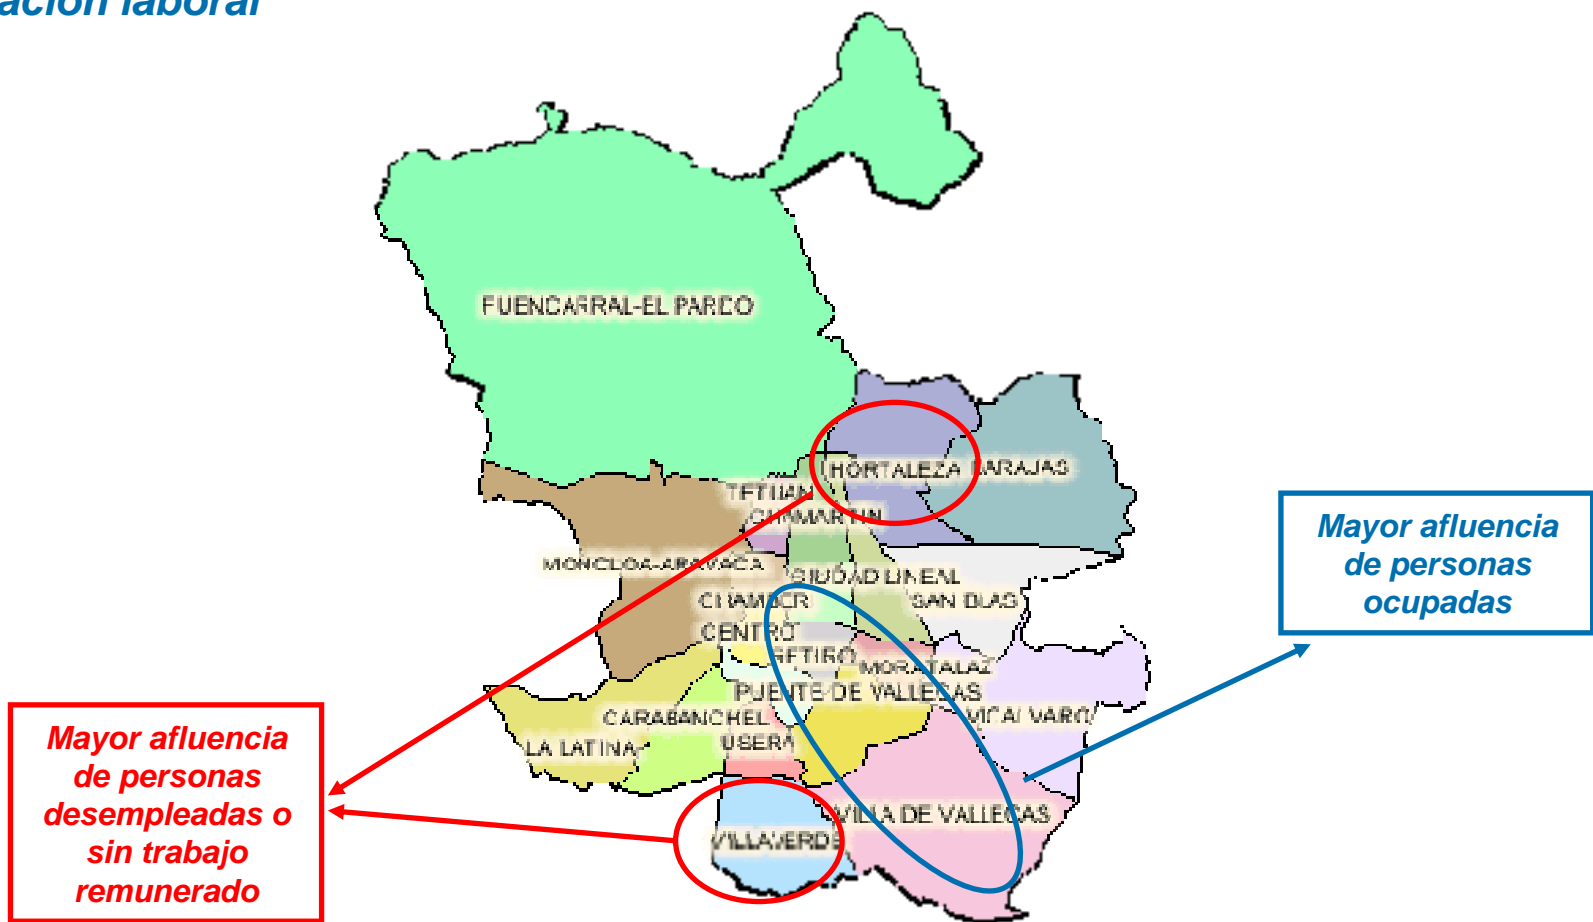 ación laboral
FUENCARRAL-EL PARDO
HORTALEZA
BARAJAS
TETUAN
CHAMARTIN
MONCLOA-ARAVACA
CIUDAD LINEAL
CHAMBERI
SAN BLAS
CENTRO
RETIRO
MORATALAZ
PUENTE DE VALLECAS
CARABANCHEL
VICALVARO
LA LATINA
USERA
VILLA DE VALLECAS
VILLAVERDE
Mayor afluencia
de personas
ocupadas
Mayor afluencia
de personas
desempleadas o
sin trabajo
remunerado